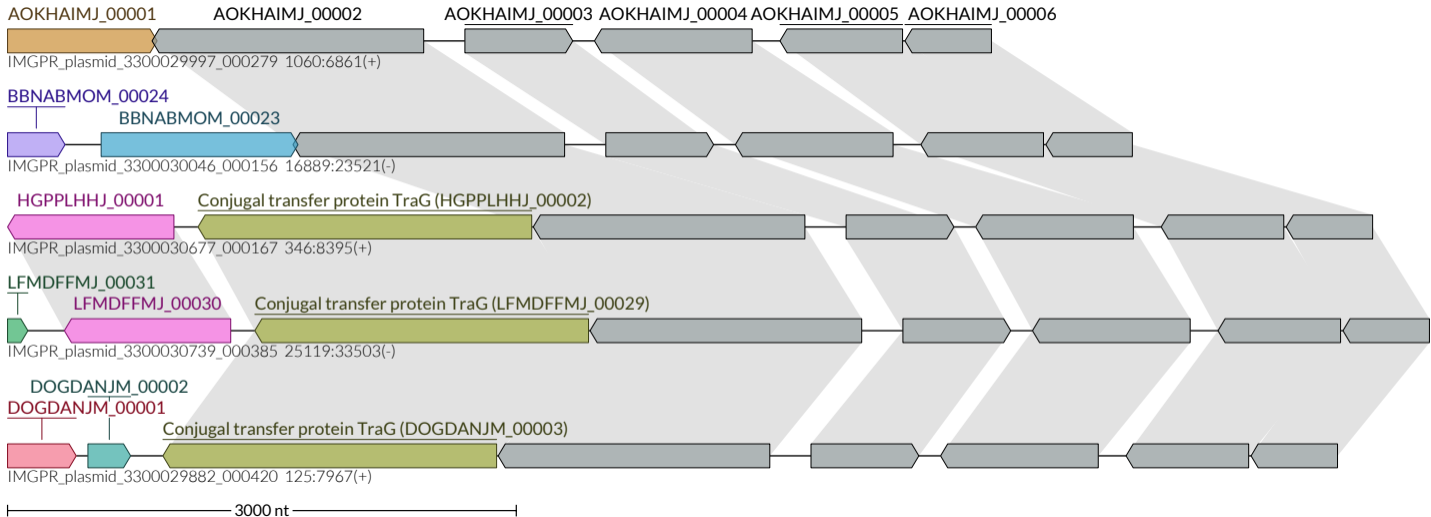 AOKHAIMJ_00001 AOKHAIMJ_00002 AOKHAIMJ_00003 AOKHAIMJ_00004 AOKHAIMJ_00005 AOKHAIMJ_00006
IMGPR_plasmid_3300029997_000279 1060:6861(+)
BBNABMOM_00024
BBNABMOM_00023
IMGPR_plasmid_3300030046_000156 16889:23521(-)
HGPPLHHJ_00001 Conjugal transfer protein TraG (HGPPLHHJ_00002)
IMGPR_plasmid_3300030677_000167 346:8395(+)
LFMDFFMJ_00031
LFMDFFMJ_00030 Conjugal transfer protein TraG (LFMDFFMJ_00029)
IMGPR_plasmid_3300030739_000385 25119:33503(-)
DOGDANJM_00002
DOGDANJM_00001
Conjugal transfer protein TraG (DOGDANJM_00003)
IMGPR_plasmid_3300029882_000420 125:7967(+)
3000 nt